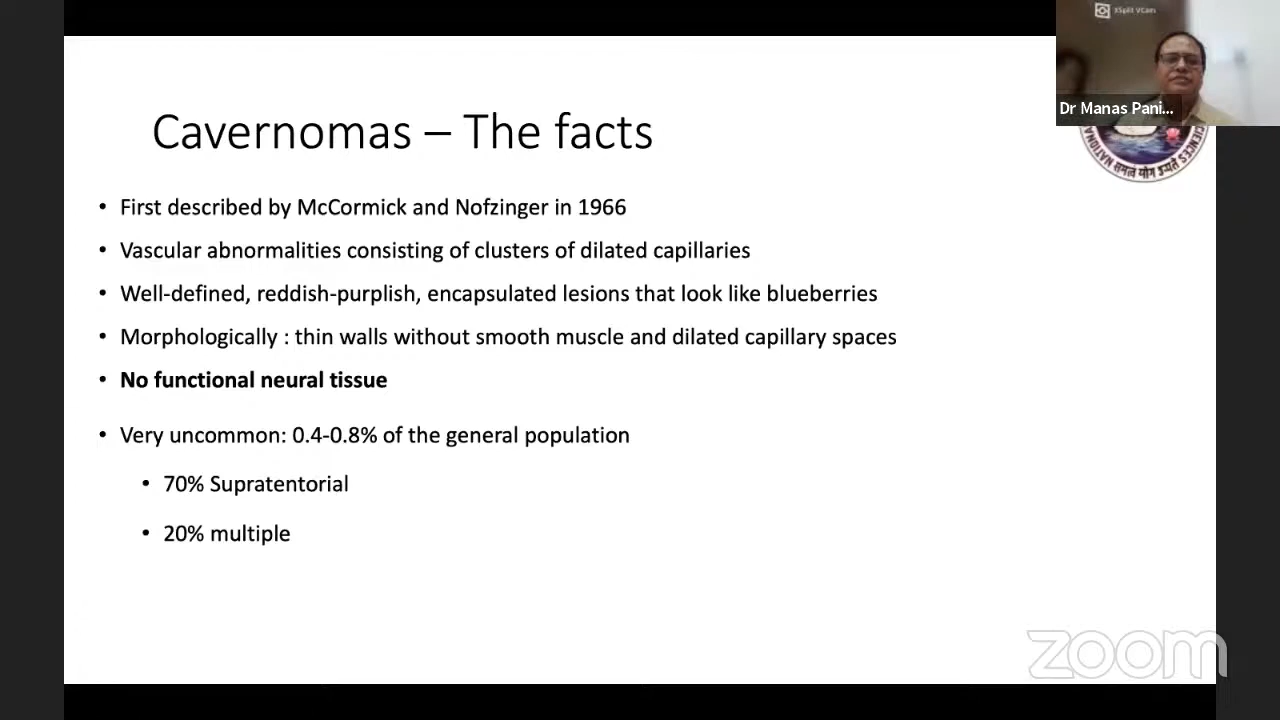 XSplit VCam
Dr Manas Pani...
Cavernomas – The facts
• First described by McCormick and Nofzinger in 1966
• Vascular abnormalities consisting of clusters of dilated capillaries
• Well-defined, reddish-purplish, encapsulated lesions that look like blueberries
• Morphologically : thin walls without smooth muscle and dilated capillary spaces
• No functional neural tissue
• Very uncommon: 0.4-0.8% of the general population
• 70% Supratentorial
• 20% multiple
SCIENCES NATIONAL
zoom